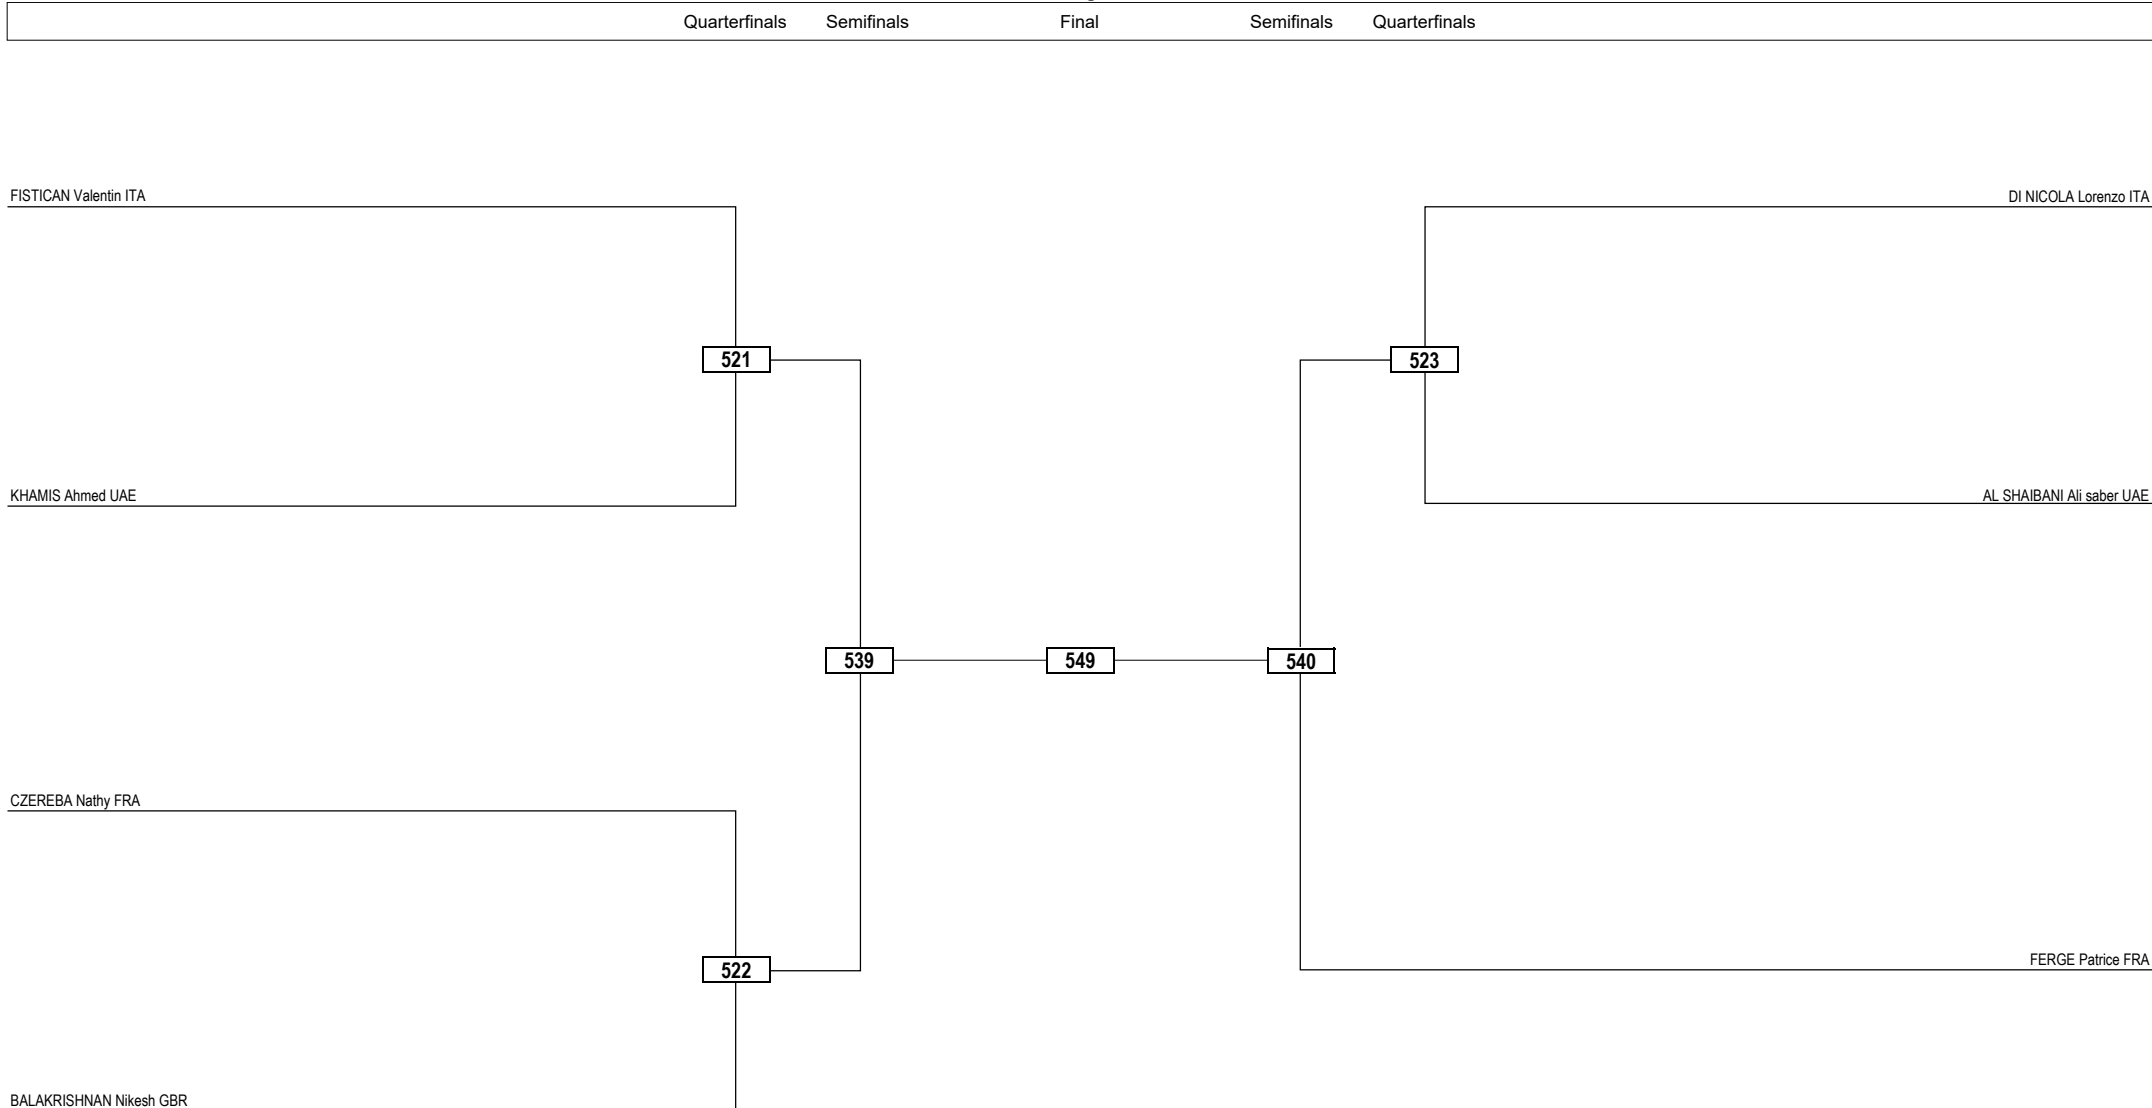 Quarterfinals Semifinals Final Semifinals Quarterfinals
FISTICAN Valentin ITA
DI NICOLA Lorenzo ITA
521
523
KHAMIS Ahmed UAE
AL SHAIBANI Ali saber UAE
539
549
540
CZEREBA Nathy FRA
522
FERGE Patrice FRA
BALAKRISHNAN Nikesh GBR